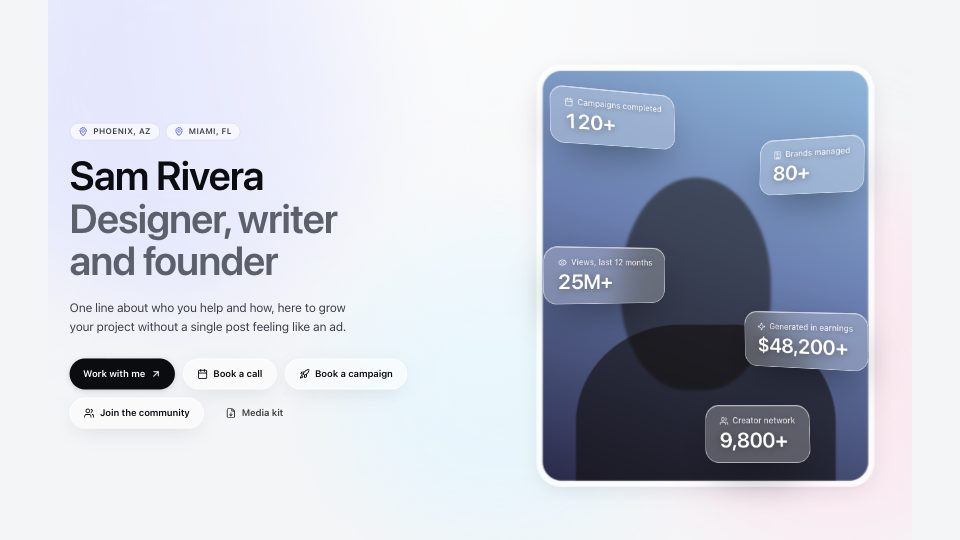 PHOENIX, AZ
MIAMI, FL
Sam Rivera
Designer, writer
and founder
One line about who you help and how, here to grow
your project without a single post feeling like an ad.
Work with me
Book a call
Book a campaign
Join the community
Media kit
Campaigns completed
120+
Brands managed
80+
Views, last 12 months
25M+
Generated in earnings
$48,200+
Creator network
9,800+